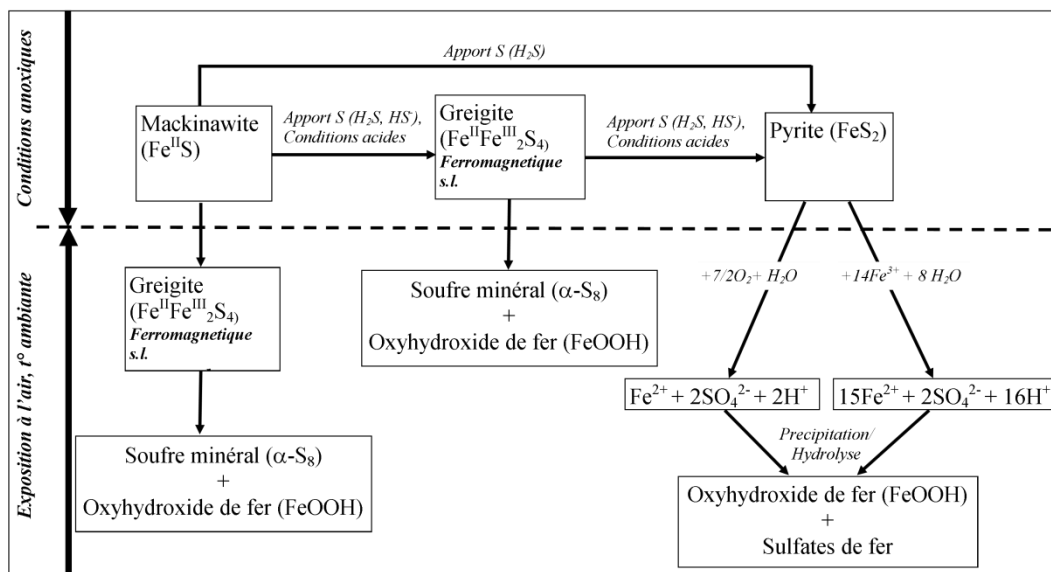 Conditions anoxiques
Exposition à l'air, t° ambiante
Apport S (H₂S)
Mackinawite
(FeᴵᴵS)
Apport S (H₂S, HS⁻),
Conditions acides
Greigite
(FeᴵᴵFeᴵᴵᴵ₂S₄)
Ferromagnetique
s.l.
Apport S (H₂S, HS⁻),
Conditions acides
Pyrite (FeS₂)
Greigite
(FeᴵᴵFeᴵᴵᴵ₂S₄)
Ferromagnetique
s.l.
Soufre minéral (α-S₈)
+
Oxyhydroxide de fer (FeOOH)
+7/2O₂+ H₂O
+14Fe³⁺ + 8 H₂O
Fe²⁺ + 2SO₄²⁻ + 2H⁺
15Fe²⁺ + 2SO₄²⁻ + 16H⁺
Precipitation/
Hydrolyse
Soufre minéral (α-S₈)
+
Oxyhydroxide de fer (FeOOH)
Oxyhydroxide de fer (FeOOH)
+
Sulfates de fer